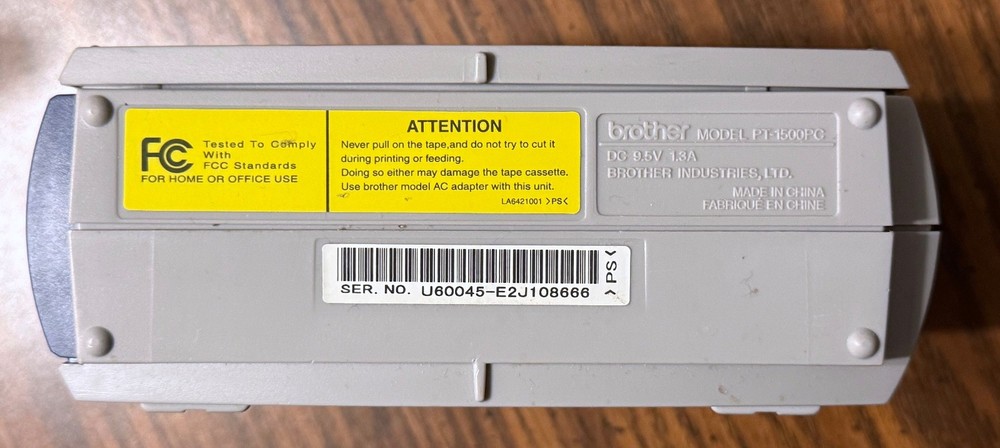 FC
Tested To Comply
With
FCC Standards
FOR HOME OR OFFICE USE
ATTENTION
Never pull on the tape,and do not try to cut it
during printing or feeding.
Doing so either may damage the tape cassette.
Use brother model AC adapter with this unit.
LA6421001 >PS<
brother MODEL PT-1500PC
DC 9.5V 1.3A
BROTHER INDUSTRIES, LTD.
MADE IN CHINA
FABRIQUÉ EN CHINE
SER. NO. U60045-E2J108666
>PS<